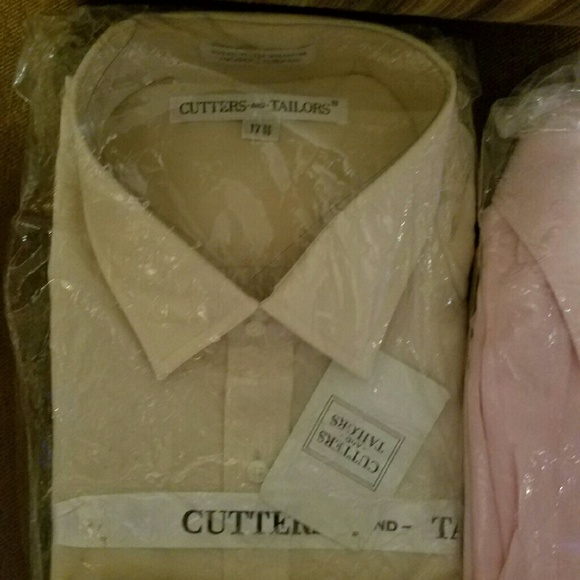 CUTTERS AND TAILORS®
17 ½
CUTTERS
AND
TAILORS
CUTTER AND - TA